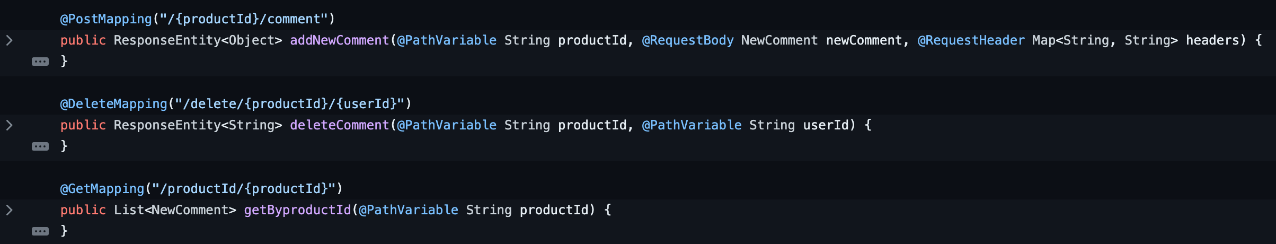 @PostMapping("/{productId}/comment")
public ResponseEntity<Object> addNewComment(@PathVariable String productId, @RequestBody NewComment newComment, @RequestHeader Map<String, String> headers) {
}
@DeleteMapping("/delete/{productId}/{userId}")
public ResponseEntity<String> deleteComment(@PathVariable String productId, @PathVariable String userId) {
}
@GetMapping("/productId/{productId}")
public List<NewComment> getByproductId(@PathVariable String productId) {
}